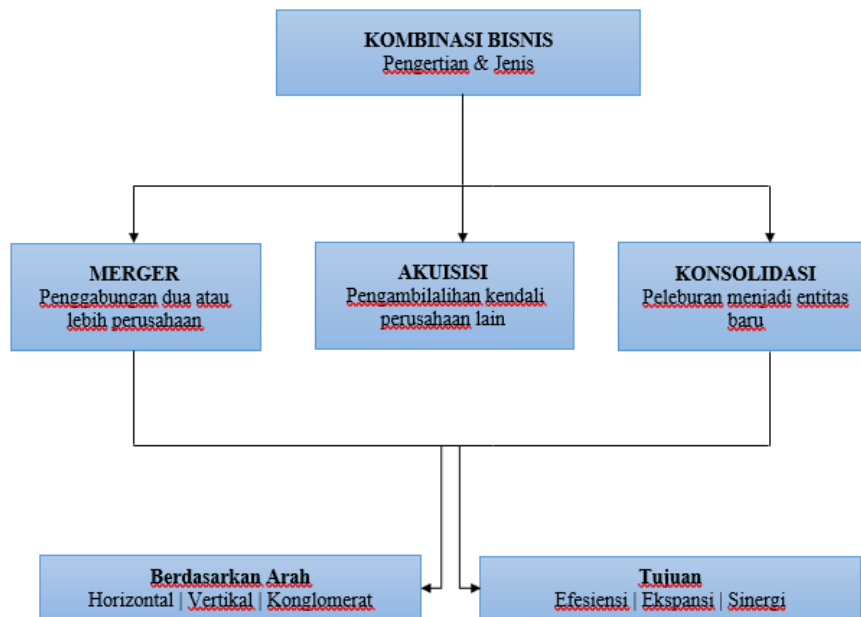 KOMBINASI BISNIS
Pengertian & Jenis
MERGER
Penggabungan dua atau
lebih perusahaan
AKUISISI
Pengambilalihan kendali
perusahaan lain
KONSOLIDASI
Peleburan menjadi entitas
baru
Berdasarkan Arah
Horizontal | Vertikal | Konglomerat
Tujuan
Efesiensi | Ekspansi | Sinergi